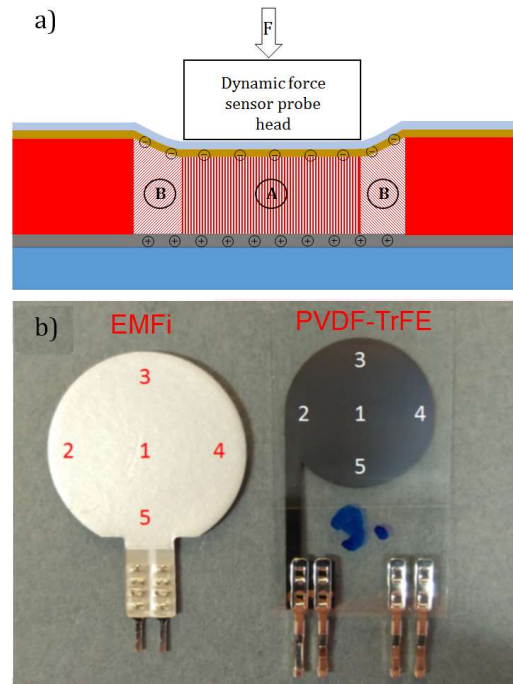 a)
F
Dynamic force
sensor probe
head
B
A
B
b)
EMFi
PVDF-TrFE
3
2 1 4
5
3
2 1 4
5